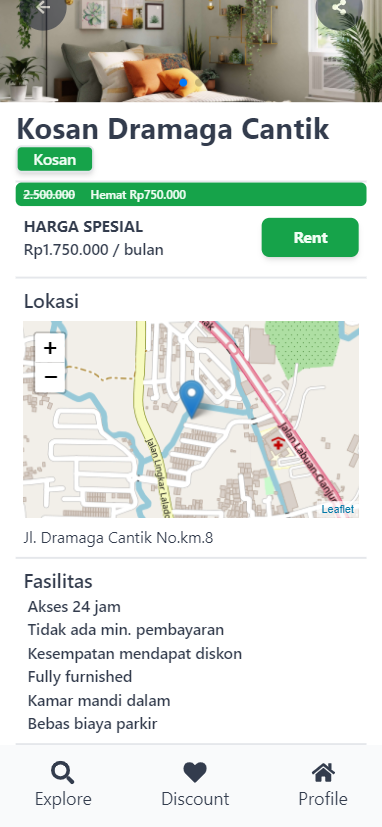 Kosan Dramaga Cantik
Kosan
2.500.000 Hemat Rp750.000
HARGA SPESIAL
Rp1.750.000 / bulan
Rent
Lokasi
+
−
Jalan Lingkar Laladon
Jalan Labuan-Cianjur
Leaflet
Jl. Dramaga Cantik No.km.8
Fasilitas
Akses 24 jam
Tidak ada min. pembayaran
Kesempatan mendapat diskon
Fully furnished
Kamar mandi dalam
Bebas biaya parkir
Explore
Discount
Profile